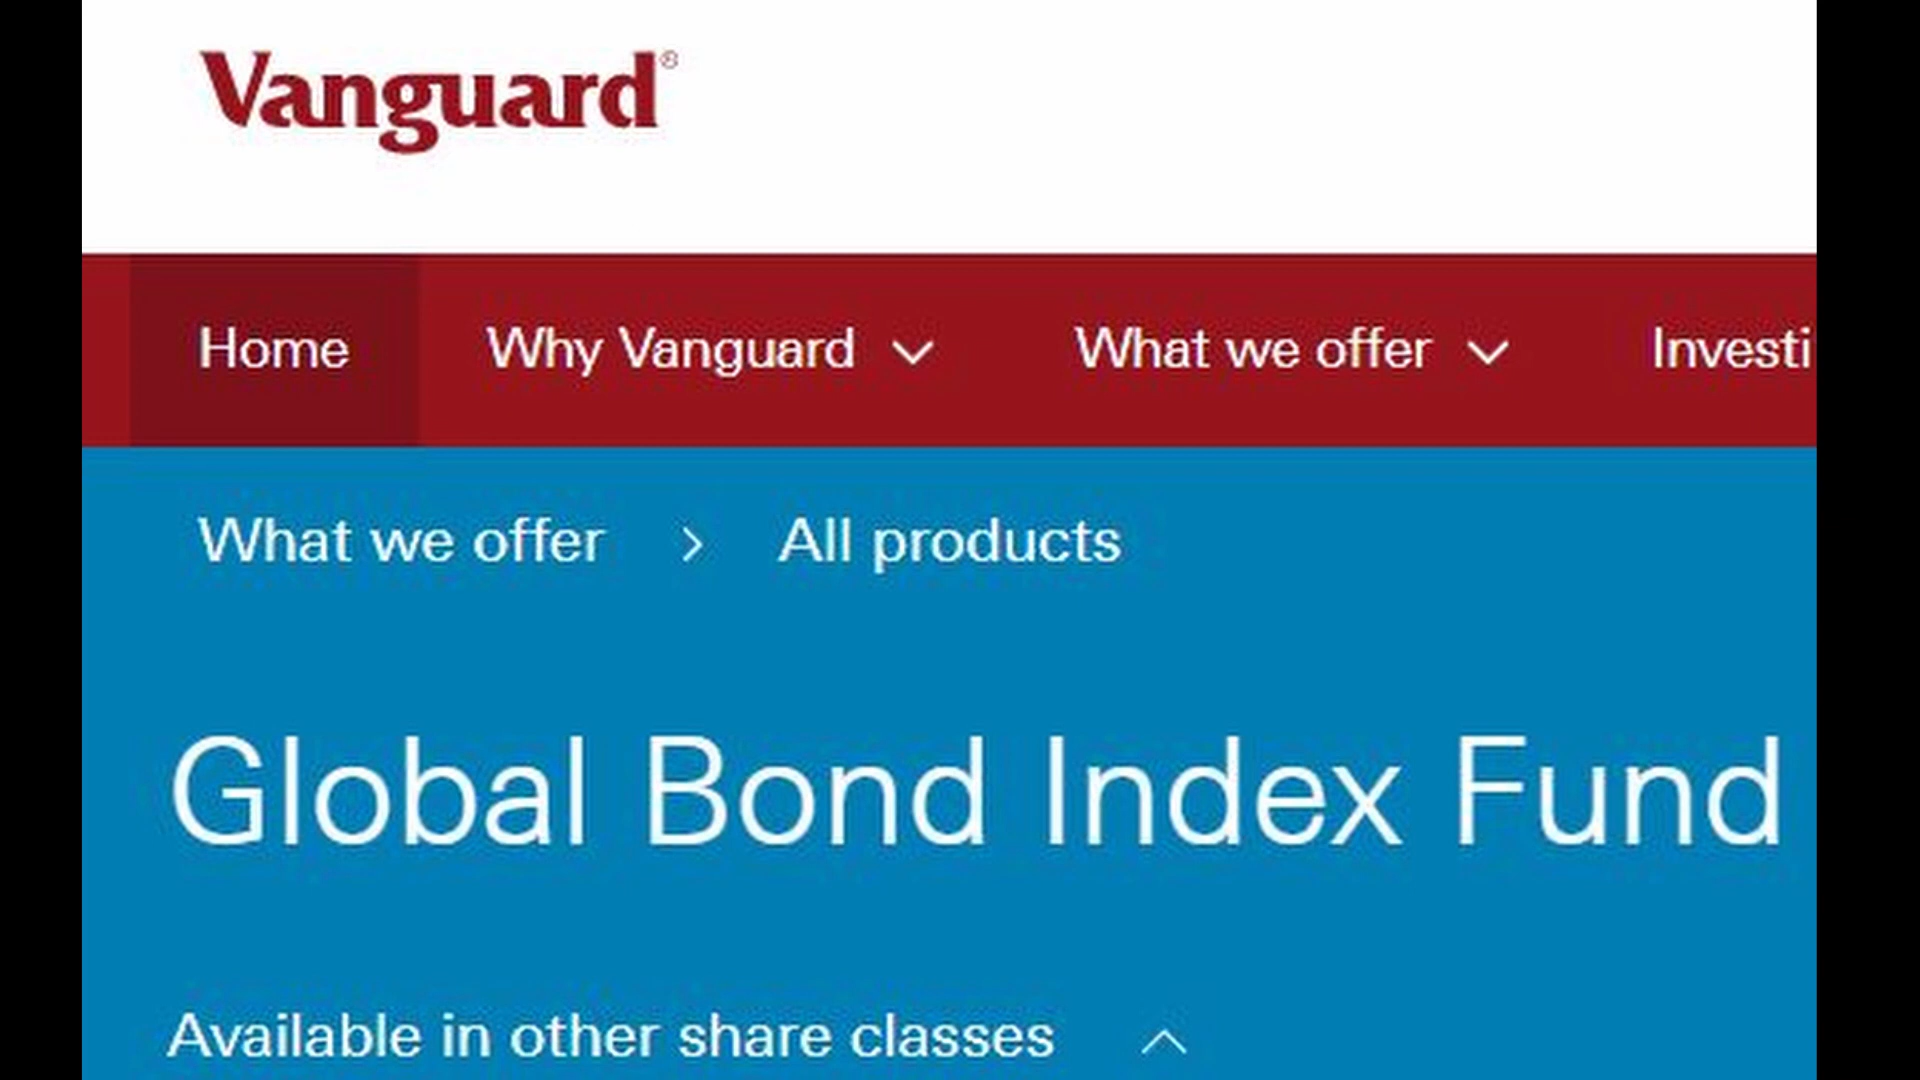 Vanguard®
Home Why Vanguard What we offer Investi
What we offer > All products
Global Bond Index Fund
Available in other share classes